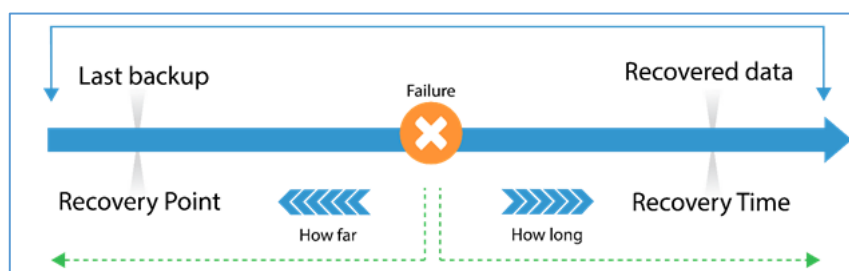 Last backup
Failure
Recovered data
Recovery Point
How far
How long
Recovery Time